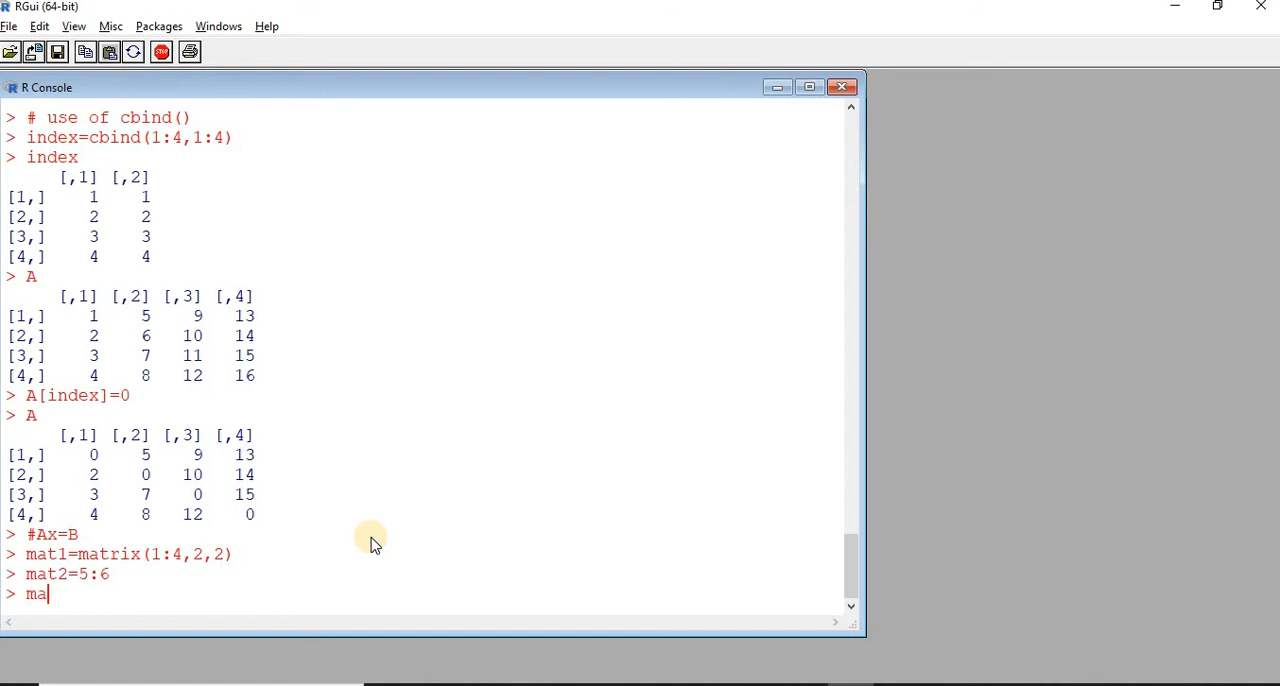 RGui (64-bit)
File Edit View Misc Packages Windows Help
STOP
R Console
> # use of cbind()
> index=cbind(1:4,1:4)
> index
[,1] [,2]
[1,] 1 1
[2,] 2 2
[3,] 3 3
[4,] 4 4
> A
[,1] [,2] [,3] [,4]
[1,] 1 5 9 13
[2,] 2 6 10 14
[3,] 3 7 11 15
[4,] 4 8 12 16
> A[index]=0
> A
[,1] [,2] [,3] [,4]
[1,] 0 5 9 13
[2,] 2 0 10 14
[3,] 3 7 0 15
[4,] 4 8 12 0
> #Ax=B
> mat1=matrix(1:4,2,2)
> mat2=5:6
> ma